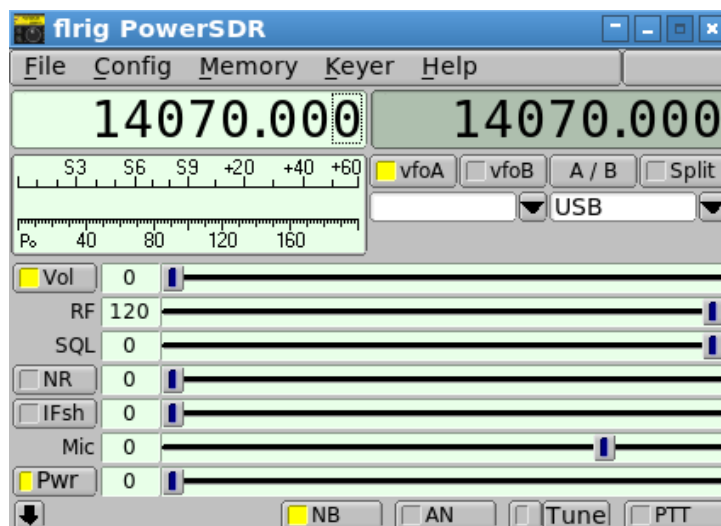 flrig PowerSDR
File Config Memory Keyer Help
14070.000 14070.000
S3 S6 S9 +20 +40 +60
vfoA vfoB A / B Split
USB
Po 40 80 120 160
Vol 0
RF 120
SQL 0
NR 0
IFsh 0
Mic 0
Pwr 0
NB AN Tune PTT